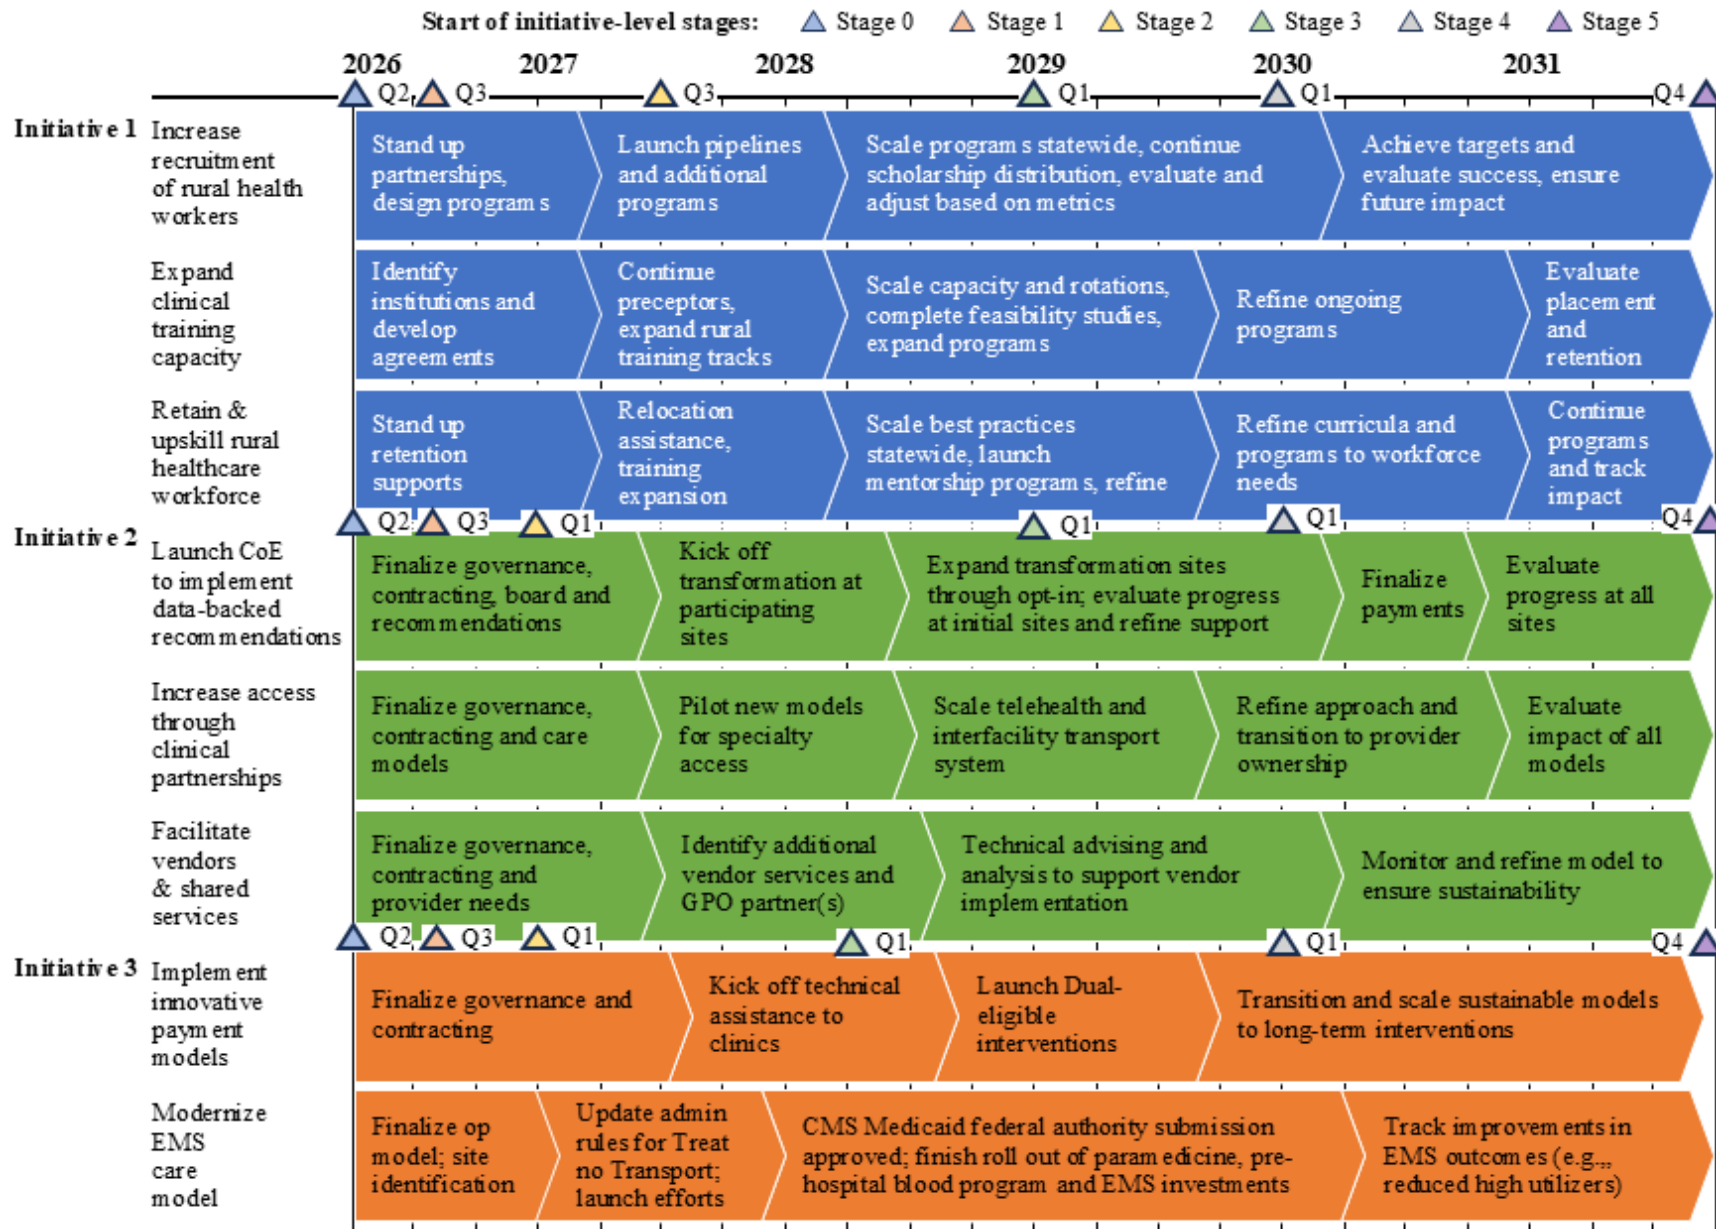 Start of initiative-level stages: Stage 0 Stage 1 Stage 2 Stage 3 Stage 4 Stage 5
2026 2027 2028 2029 2030 2031
Q2 Q3 Q3 Q1 Q1 Q4
Initiative 1
Increase
recruitment
of rural health
workers
Stand up
partnerships,
design programs
Launch pipelines
and additional
programs
Scale programs statewide, continue
scholarship distribution, evaluate and
adjust based on metrics
Achieve targets and
evaluate success, ensure
future impact
Expand
clinical
training
capacity
Identify
institutions and
develop
agreements
Continue
preceptors,
expand rural
training tracks
Scale capacity and rotations,
complete feasibility studies,
expand programs
Refine ongoing
programs
Evaluate
placement
and
retention
Retain &
upskill rural
healthcare
workforce
Stand up
retention
supports
Relocation
assistance,
training
expansion
Scale best practices
statewide, launch
mentorship programs, refine
Refine curricula and
programs to workforce
needs
Continue
programs
and track
impact
Q2 Q3 Q1 Q1 Q1 Q4
Initiative 2
Launch CoE
to implement
data-backed
recommendations
Finalize governance,
contracting, board and
recommendations
Kick off
transformation at
participating
sites
Expand transformation sites
through opt-in; evaluate progress
at initial sites and refine support
Finalize
payments
Evaluate
progress at all
sites
Increase access
through
clinical
partnerships
Finalize governance,
contracting and care
models
Pilot new models
for specialty
access
Scale telehealth and
interfacility transport
system
Refine approach and
transition to provider
ownership
Evaluate
impact of all
models
Facilitate
vendors
& shared
services
Finalize governance,
contracting and
provider needs
Identify additional
vendor services and
GPO partner(s)
Technical advising and
analysis to support vendor
implementation
Monitor and refine model to
ensure sustainability
Q2 Q3 Q1 Q1 Q1 Q4
Initiative 3
Implement
innovative
payment
models
Finalize governance and
contracting
Kick off technical
assistance to
clinics
Launch Dual-
eligible
interventions
Transition and scale sustainable models
to long-term interventions
Modernize
EMS
care
model
Finalize op
model; site
identification
Update admin
rules for Treat
no Transport;
launch efforts
CMS Medicaid federal authority submission
approved; finish roll out of paramedicine, pre-
hospital blood program and EMS investments
Track improvements in
EMS outcomes (e.g.,,
reduced high utilizers)